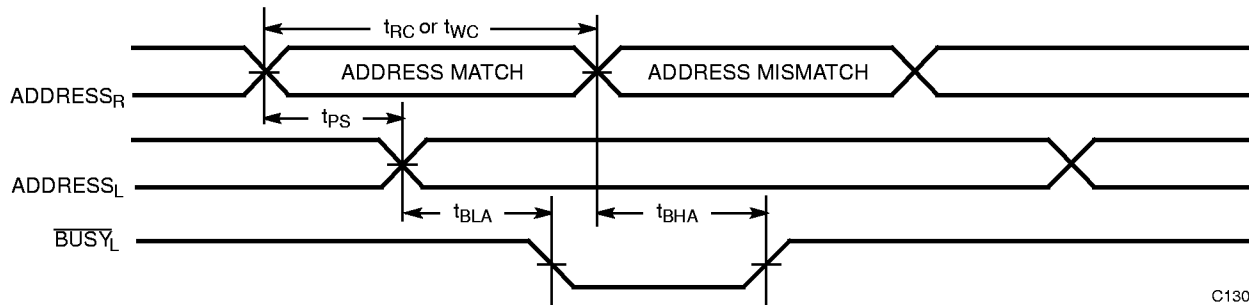 tRC or tWC
ADDRESS MATCH
ADDRESS MISMATCH
ADDRESSR
tPS
ADDRESSL
tBLA
tBHA
BUSYL
C130